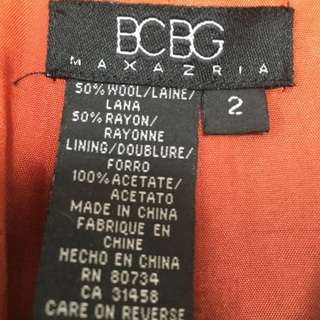 BCBG
MAXAZRIA
50% WOOL/LAINE/
LANA
50% RAYON/
RAYONNE
LINING/DOUBLURE/
FORRO
100% ACETATE/
ACETATO
MADE IN CHINA
FABRIQUE EN
CHINE
HECHO EN CHINA
RN 80734
CA 31458
CARE ON REVERSE
2